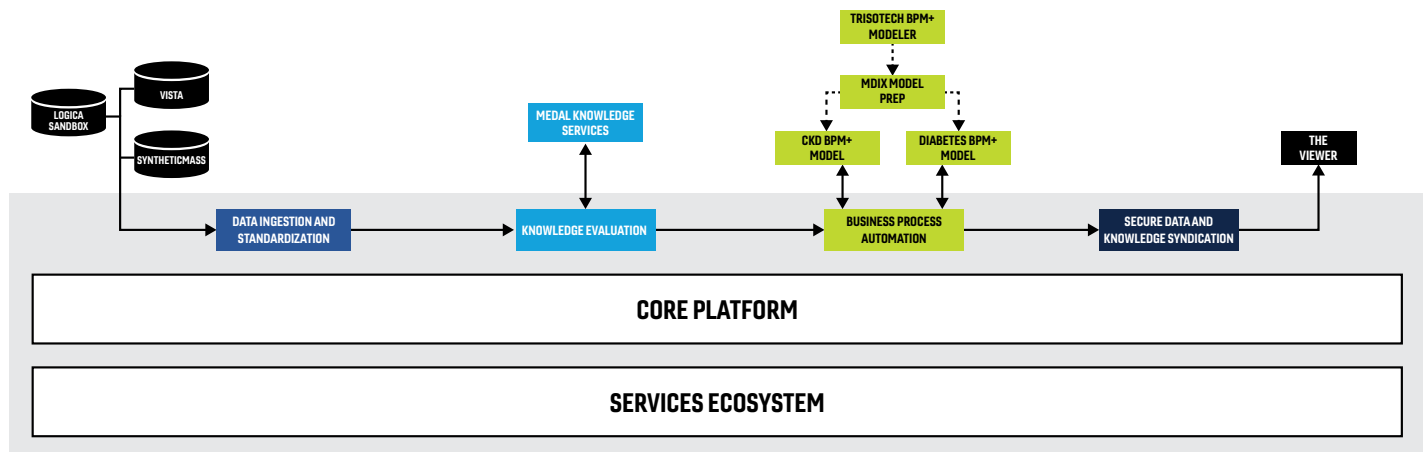 TRISOTECH BPM+
MODELER
VISTA
LOGICA
SANDBOX
SYNTHETICMASS
MEDAL KNOWLEDGE
SERVICES
MDIX MODEL
PREP
CKD BPM+
MODEL
DIABETES BPM+
MODEL
THE
VIEWER
DATA INGESTION AND
STANDARDIZATION
KNOWLEDGE EVALUATION
BUSINESS PROCESS
AUTOMATION
SECURE DATA AND
KNOWLEDGE SYNDICATION
CORE PLATFORM
SERVICES ECOSYSTEM